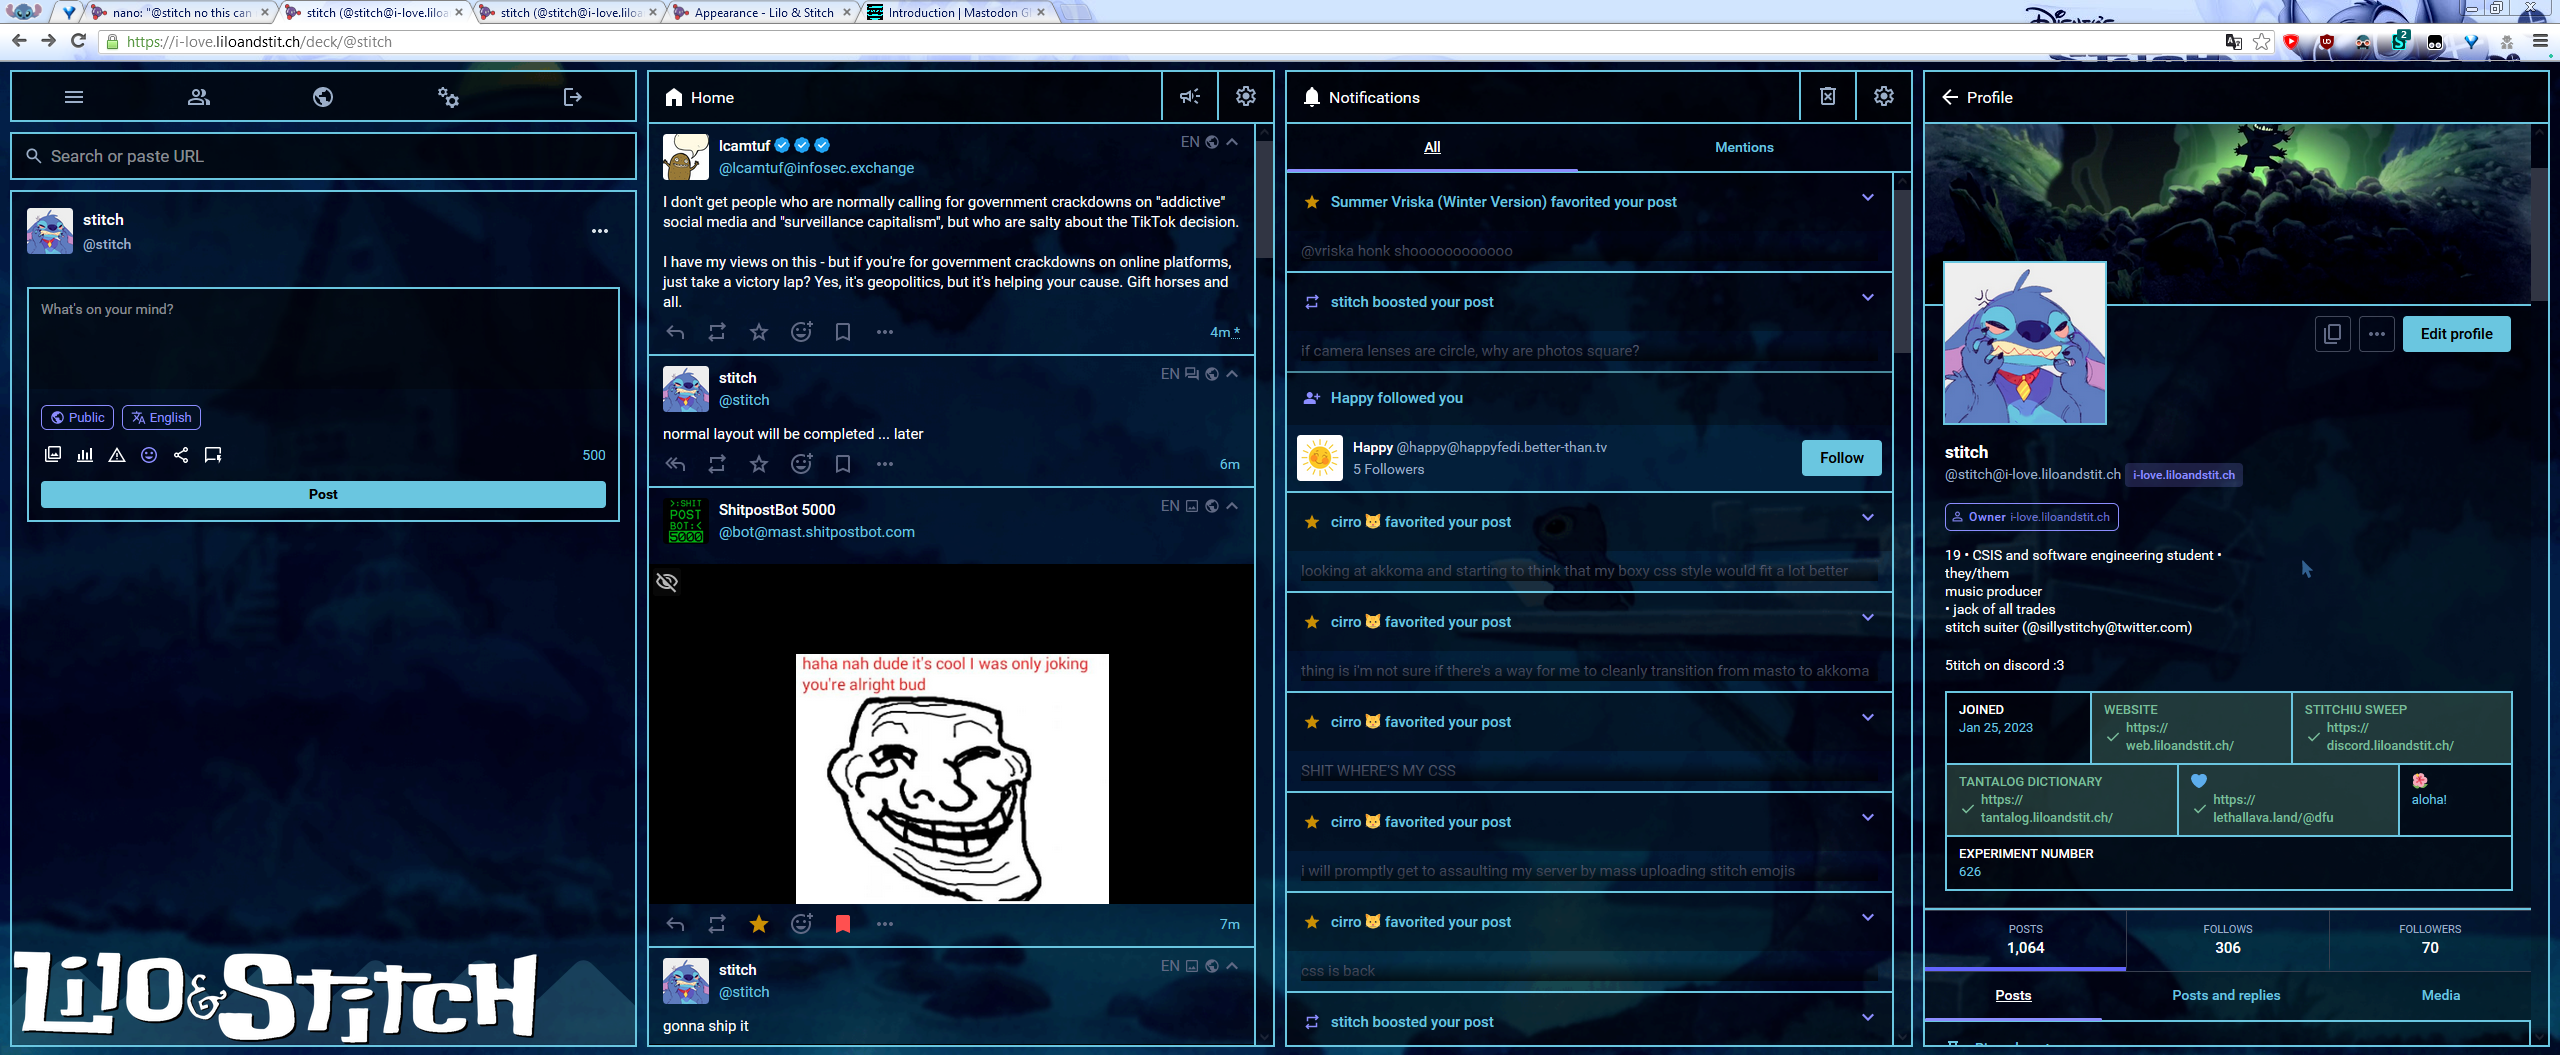 nano: "@stitch no this can
stitch (@stitch@i-love.liloa
stitch (@stitch@i-love.liloa
Appearance - Lilo & Stitch
Introduction | Mastodon Gl
https://i-love.liloandstit.ch/deck/@stitch
Search or paste URL
stitch
@stitch
What's on your mind?
Public
English
500
Post
LiLO & STitCH
Home
lcamtuf
EN
@lcamtuf@infosec.exchange
I don't get people who are normally calling for government crackdowns on "addictive"
social media and "surveillance capitalism", but who are salty about the TikTok decision.
I have my views on this - but if you're for government crackdowns on online platforms,
just take a victory lap? Yes, it's geopolitics, but it's helping your cause. Gift horses and
all.
4m *
stitch
EN
@stitch
normal layout will be completed ... later
6m
>:SHIT
POST
BOT:<
5000
ShitpostBot 5000
EN
@bot@mast.shitpostbot.com
haha nah dude it's cool I was only joking
you're alright bud
7m
stitch
EN
@stitch
gonna ship it
Notifications
All
Mentions
Summer Vriska (Winter Version) favorited your post
@vriska honk shoooooooooooo
stitch boosted your post
if camera lenses are circle, why are photos square?
Happy followed you
Happy @happy@happyfedi.better-than.tv
5 Followers
Follow
cirro 🐱 favorited your post
looking at akkoma and starting to think that my boxy css style would fit a lot better
cirro 🐱 favorited your post
thing is i'm not sure if there's a way for me to cleanly transition from masto to akkoma
cirro 🐱 favorited your post
SHIT WHERE'S MY CSS
cirro 🐱 favorited your post
i will promptly get to assaulting my server by mass uploading stitch emojis
cirro 🐱 favorited your post
css is back
stitch boosted your post
Profile
Edit profile
stitch
@stitch@i-love.liloandstit.ch i-love.liloandstit.ch
Owner i-love.liloandstit.ch
19 • CSIS and software engineering student •
they/them
music producer
• jack of all trades
stitch suiter (@sillystitchy@twitter.com)
5titch on discord :3
JOINED
Jan 25, 2023
WEBSITE
https://
web.liloandstit.ch/
STITCHIU SWEEP
https://
discord.liloandstit.ch/
TANTALOG DICTIONARY
https://
tantalog.liloandstit.ch/
💙
https://
lethallava.land/@dfu
🌺
aloha!
EXPERIMENT NUMBER
626
POSTS
1,064
FOLLOWS
306
FOLLOWERS
70
Posts
Posts and replies
Media